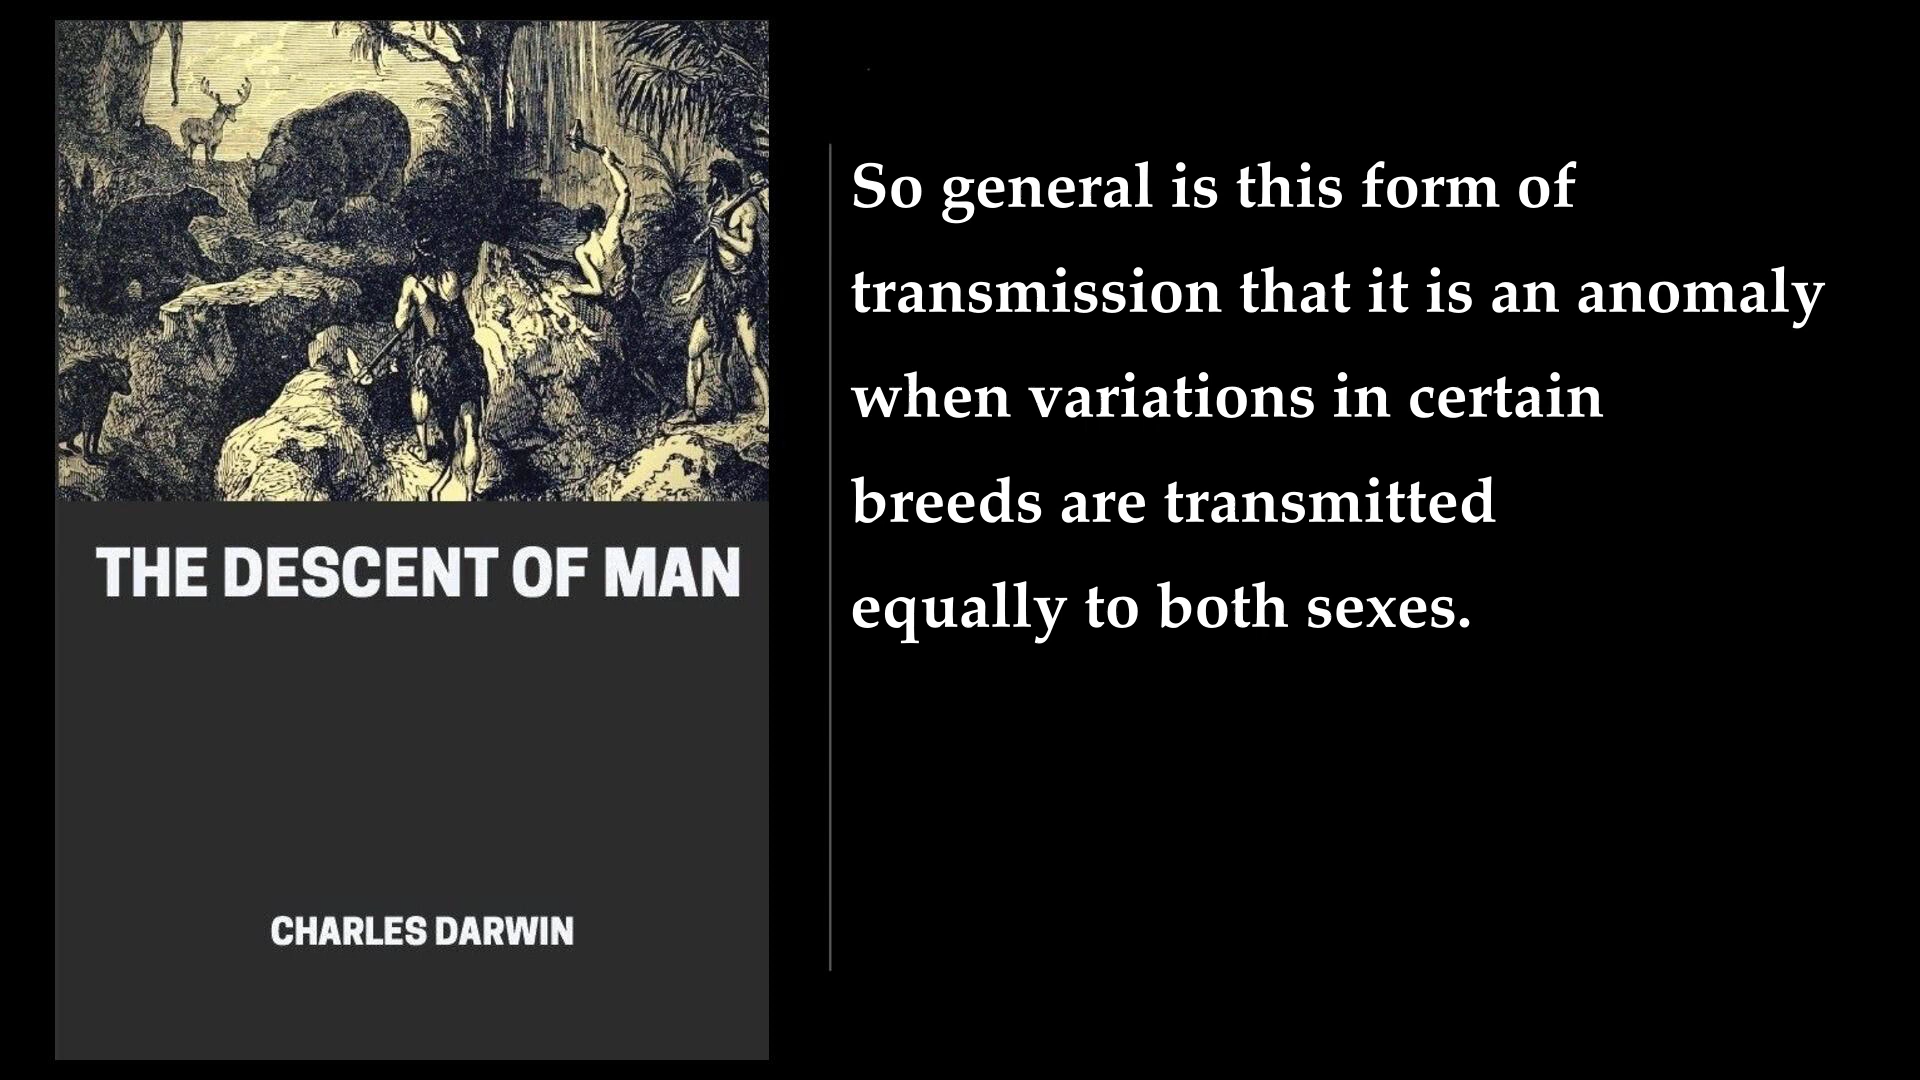 THE DESCENT OF MAN
CHARLES DARWIN
So general is this form of
transmission that it is an anomaly
when variations in certain
breeds are transmitted
equally to both sexes.